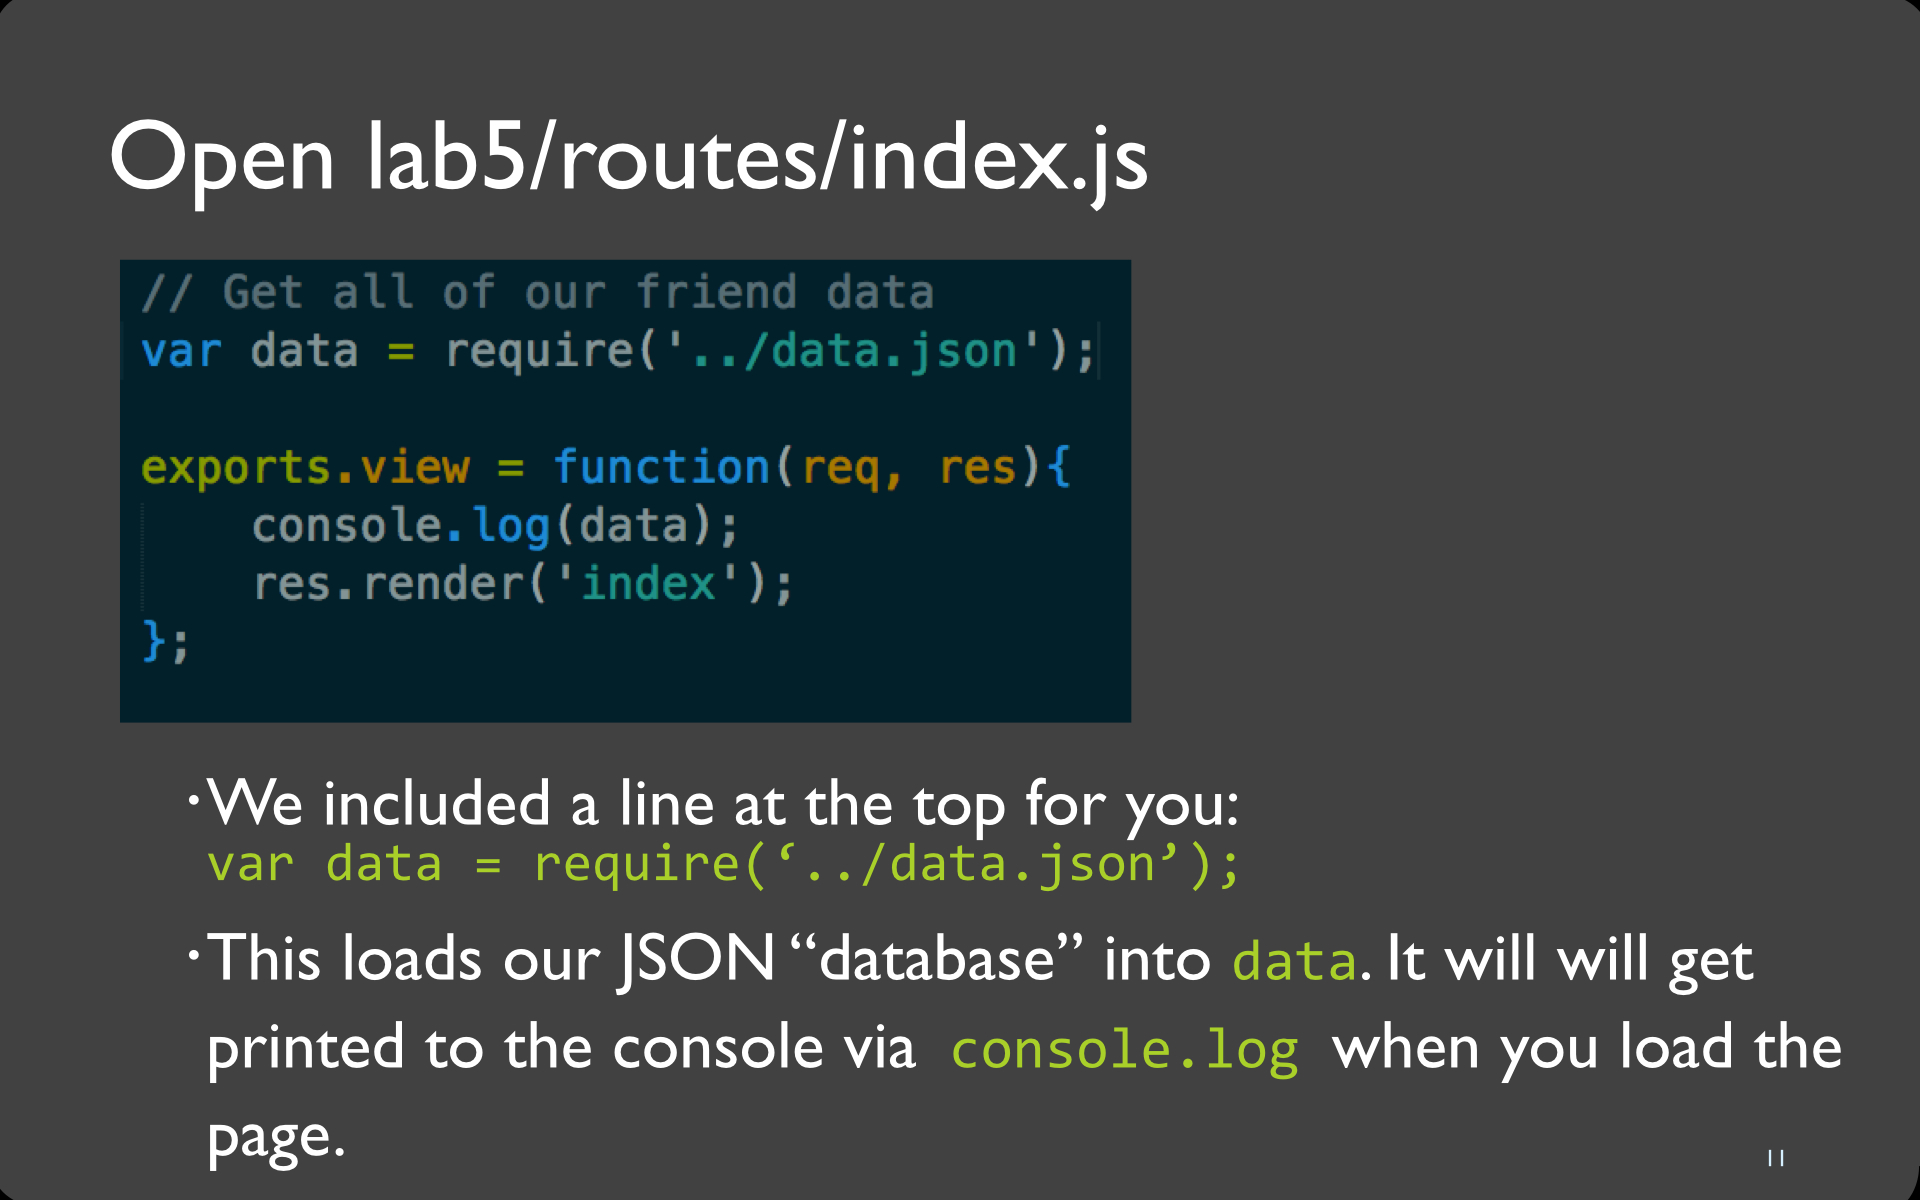 Open lab5/routes/index.js
// Get all of our friend data
var data = require('../data.json');
exports.view = function(req, res){
    console.log(data);
    res.render('index');
};
•We included a line at the top for you:
var data = require(‘../data.json’);
•This loads our JSON “database” into data. It will will get
printed to the console via console.log when you load the
page.
11